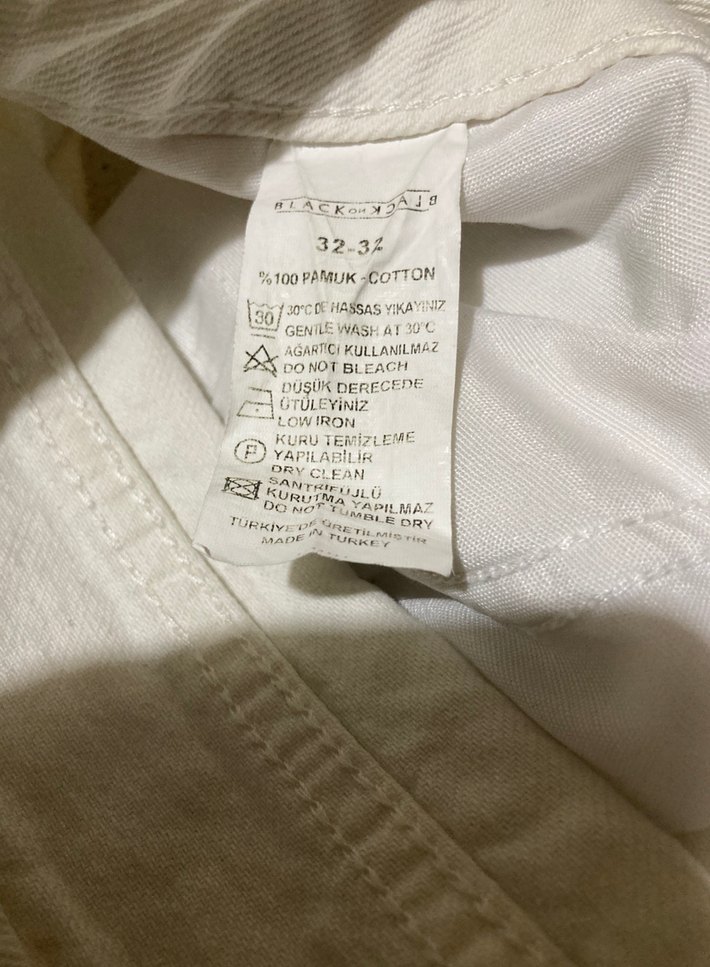 BLACK ON BLACK
32-32
%100 PAMUK - COTTON
30 30°C DE HASSAS YIKAYINIZ
GENTLE WASH AT 30°C
AĞARTICI KULLANILMAZ
DO NOT BLEACH
DÜŞÜK DERECEDE
ÜTÜLEYİNİZ
LOW IRON
P KURU TEMİZLEME
YAPILABİLİR
DRY CLEAN
SANTRİFÜJLÜ
KURUTMA YAPILMAZ
DO NOT TUMBLE DRY
TÜRKİYE'DE ÜRETİLMİŞTİR
MADE IN TURKEY